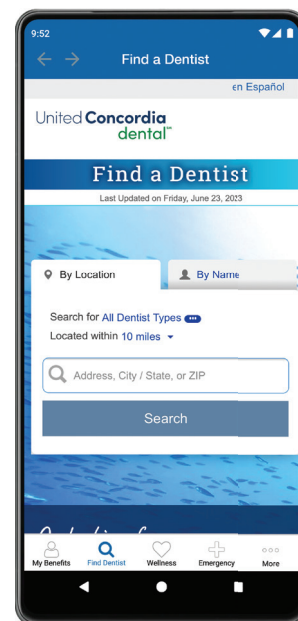 9:52
Find a Dentist
en Español
United Concordia
dental℠
Find a Dentist
Last Updated on Friday, June 23, 2023
By Location
By Name
Search for All Dentist Types
Located within 10 miles
Address, City / State, or ZIP
Search
My Benefits
Find Dentist
Wellness
Emergency
More